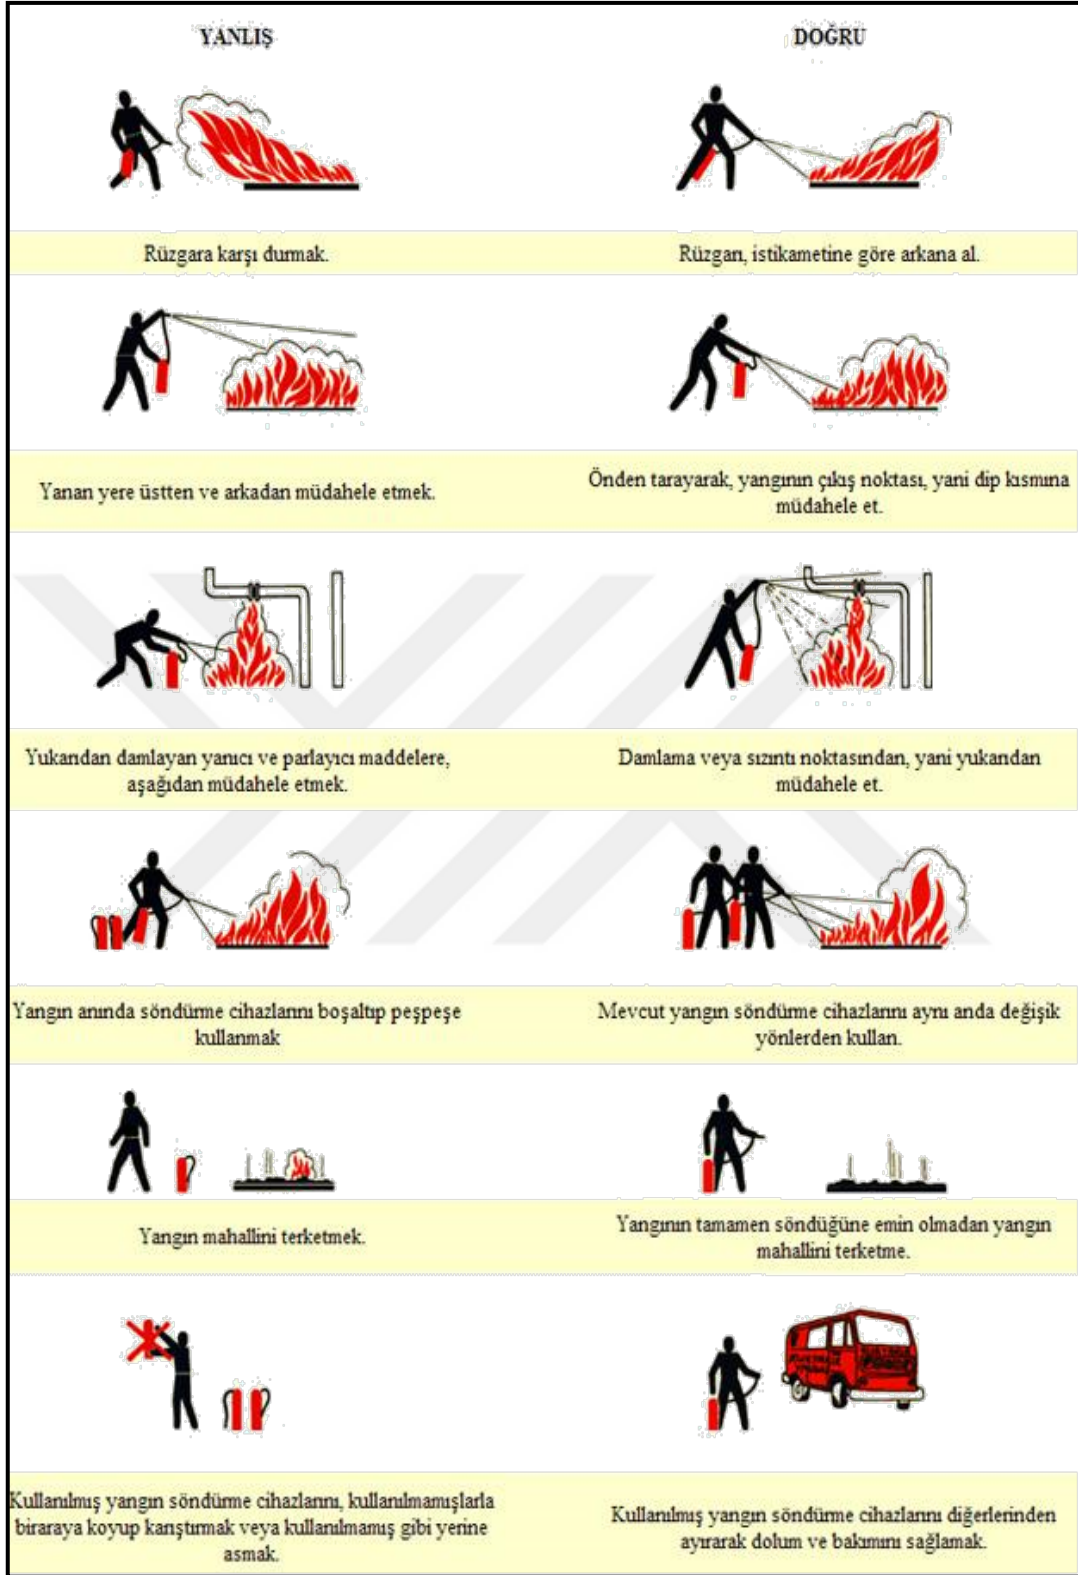 YANLIŞ
DOĞRU
Rüzgara karşı durmak.
Rüzgarı, istikametine göre arkana al.
Yanan yere üstten ve arkadan müdahele etmek.
Önden tarayarak, yangının çıkış noktası, yani dip kısmına
müdahele et.
Yukarıdan damlayan yanıcı ve parlayıcı maddelere,
aşağıdan müdahele etmek.
Damlama veya sızıntı noktasından, yani yukarıdan
müdahele et.
Yangın anında söndürme cihazlarını boşaltıp peşpeşe
kullanmak
Mevcut yangın söndürme cihazlarını aynı anda değişik
yönlerden kullan.
Yangın mahallini terketmek.
Yangının tamamen söndüğüne emin olmadan yangın
mahallini terketme.
Kullanılmış yangın söndürme cihazlarını, kullanılmamışlarla
biraraya koyup karıştırmak veya kullanılmamış gibi yerine
asmak.
Kullanılmış yangın söndürme cihazlarını diğerlerinden
ayırarak dolum ve bakımını sağlamak.